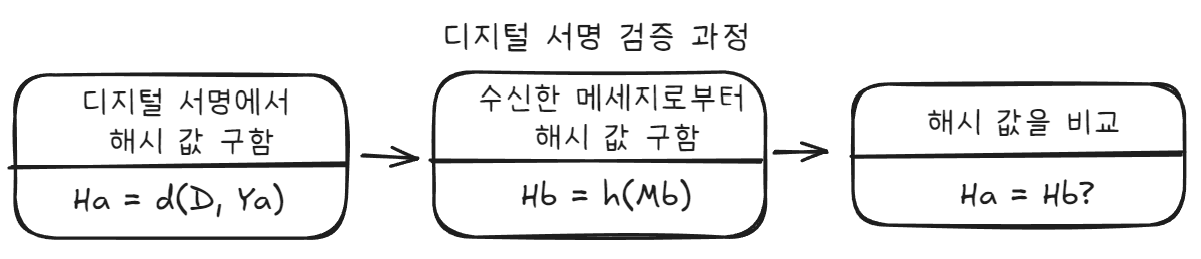 디지털 서명 검증 과정
디지털 서명에서
해시 값 구함
Ha = d(D, Ya)
수신한 메세지로부터
해시 값 구함
Hb = h(Mb)
해시 값을 비교
Ha = Hb?